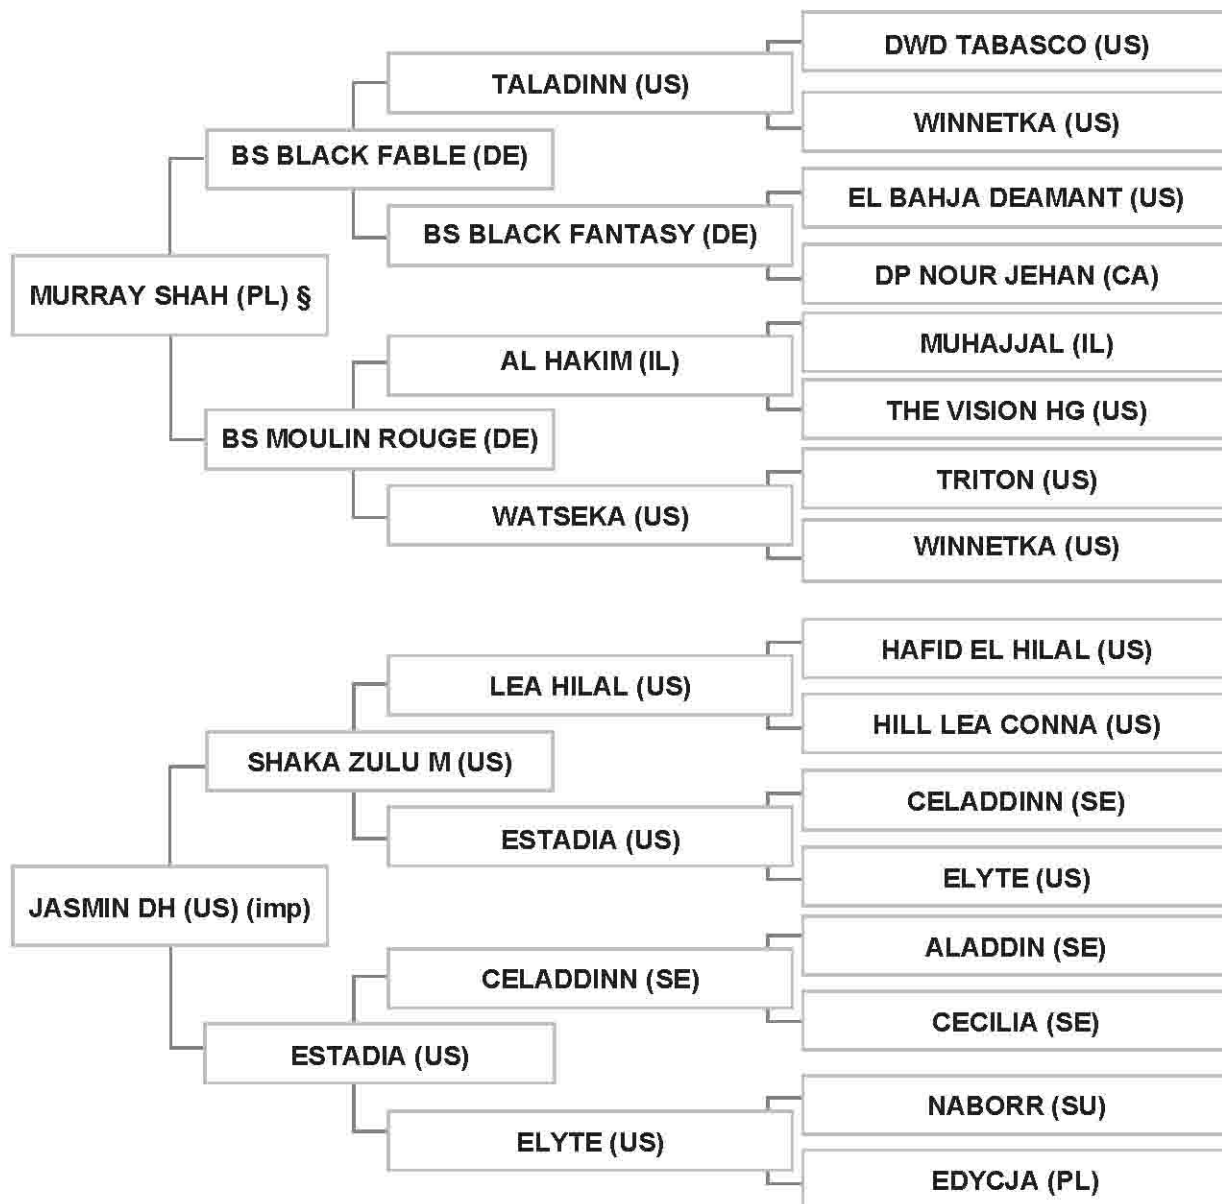 DWD TABASCO (US)
TALADINN (US)
WINNETKA (US)
BS BLACK FABLE (DE)
EL BAHJA DEAMANT (US)
BS BLACK FANTASY (DE)
DP NOUR JEHAN (CA)
MURRAY SHAH (PL) §
MUHAJJAL (IL)
AL HAKIM (IL)
THE VISION HG (US)
BS MOULIN ROUGE (DE)
TRITON (US)
WATSEKA (US)
WINNETKA (US)
HAFID EL HILAL (US)
LEA HILAL (US)
HILL LEA CONNA (US)
SHAKA ZULU M (US)
CELADDINN (SE)
ESTADIA (US)
ELYTE (US)
JASMIN DH (US) (imp)
ALADDIN (SE)
CELADDINN (SE)
CECILIA (SE)
ESTADIA (US)
NABORR (SU)
ELYTE (US)
EDYCJA (PL)